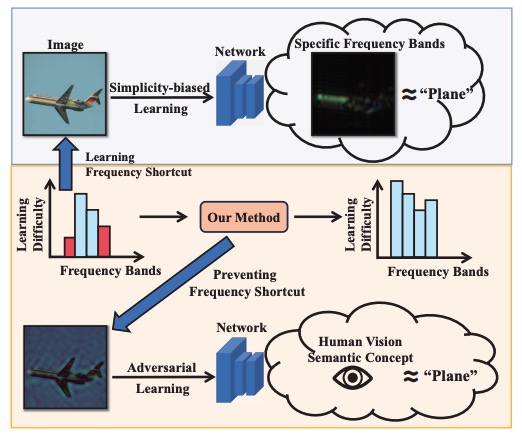 Image
Network
Specific Frequency Bands
Simplicity-biased
Learning
≈ "Plane"
Learning
Frequency Shortcut
Learning
Difficulty
Frequency Bands
Our Method
Learning
Difficulty
Frequency Bands
Preventing
Frequency Shortcut
Network
Human Vision
Semantic Concept
Adversarial
Learning
≈ "Plane"